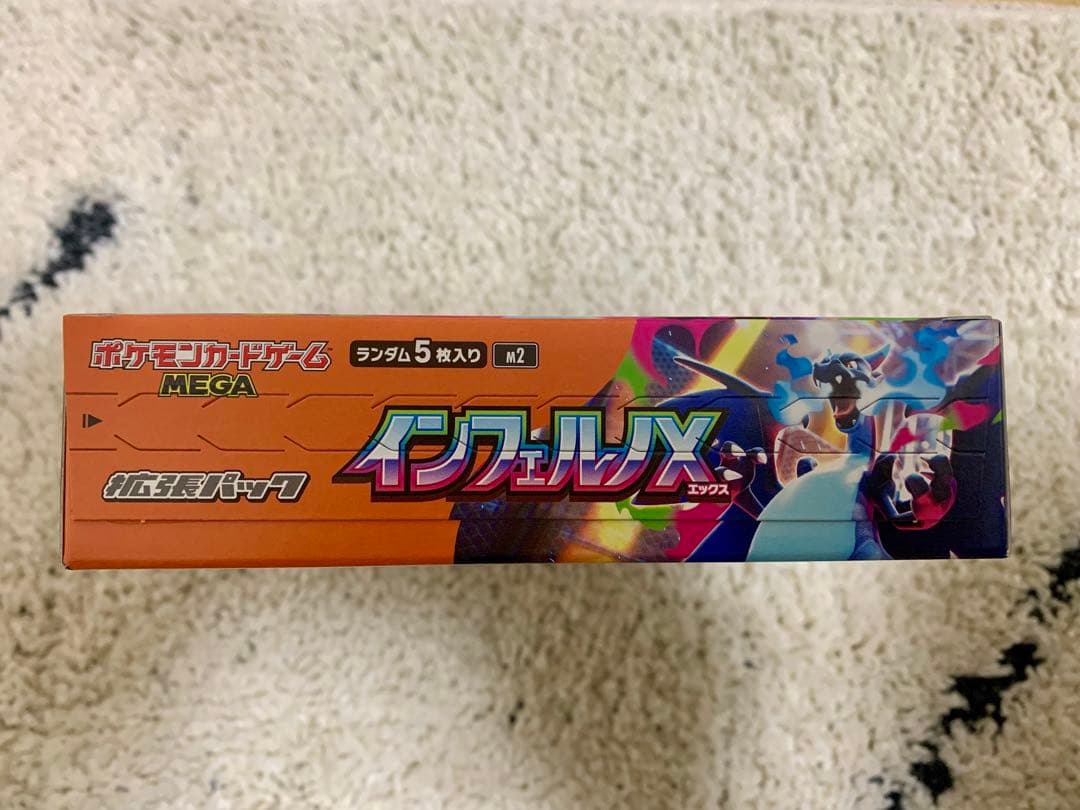 ポケモンカードゲーム
MEGA
ランダム5枚入り
M2
拡張パック
インフェルノX
エックス